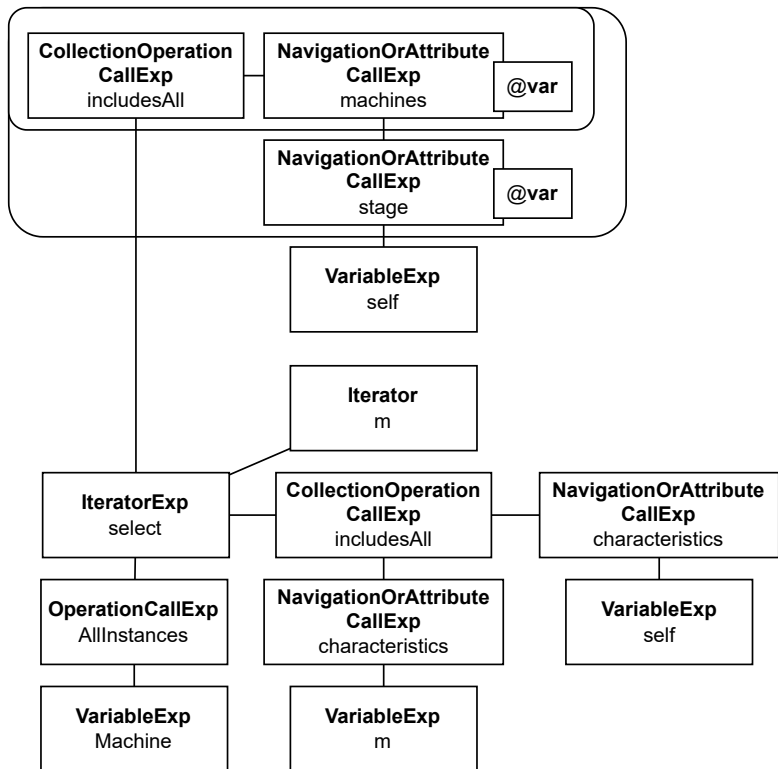 CollectionOperation
CallExp
includesAll
NavigationOrAttribute
CallExp
machines
@var
NavigationOrAttribute
CallExp
stage
@var
VariableExp
self
Iterator
m
IteratorExp
select
CollectionOperation
CallExp
includesAll
NavigationOrAttribute
CallExp
characteristics
OperationCallExp
AllInstances
NavigationOrAttribute
CallExp
characteristics
VariableExp
self
VariableExp
Machine
VariableExp
m